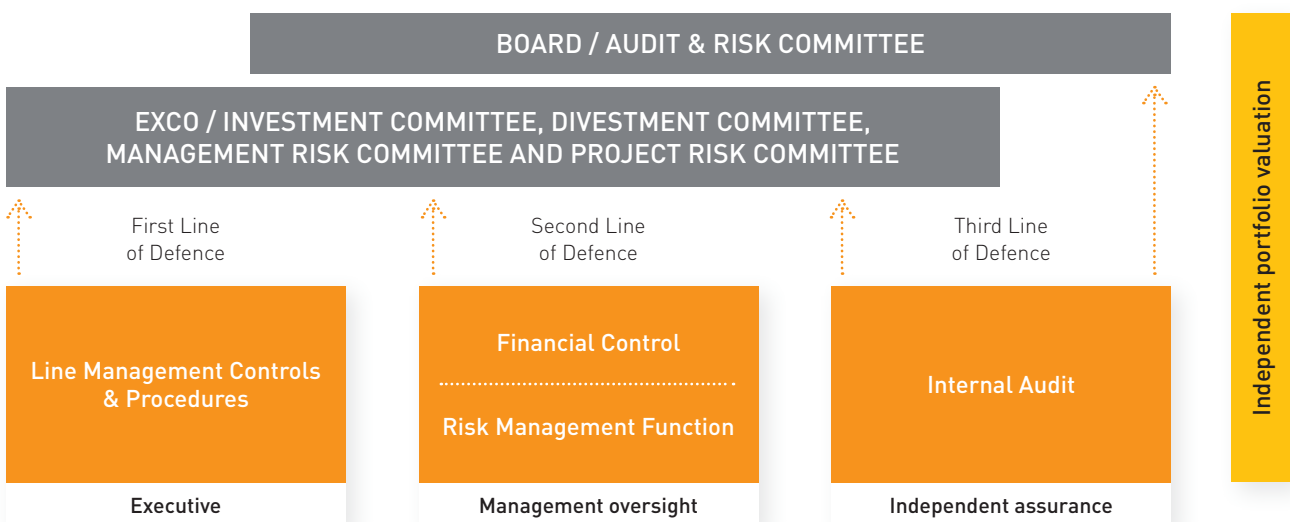 BOARD / AUDIT & RISK COMMITTEE
EXCO / INVESTMENT COMMITTEE, DIVESTMENT COMMITTEE,
MANAGEMENT RISK COMMITTEE AND PROJECT RISK COMMITTEE
First Line
of Defence
Second Line
of Defence
Third Line
of Defence
Line Management Controls
& Procedures
Financial Control
Risk Management Function
Internal Audit
Executive
Management oversight
Independent assurance
Independent portfolio valuation